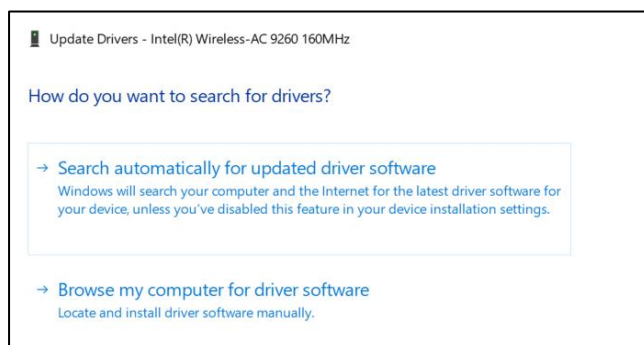 Update Drivers - Intel(R) Wireless-AC 9260 160MHz
How do you want to search for drivers?
→ Search automatically for updated driver software
Windows will search your computer and the Internet for the latest driver software for
your device, unless you've disabled this feature in your device installation settings.
→ Browse my computer for driver software
Locate and install driver software manually.